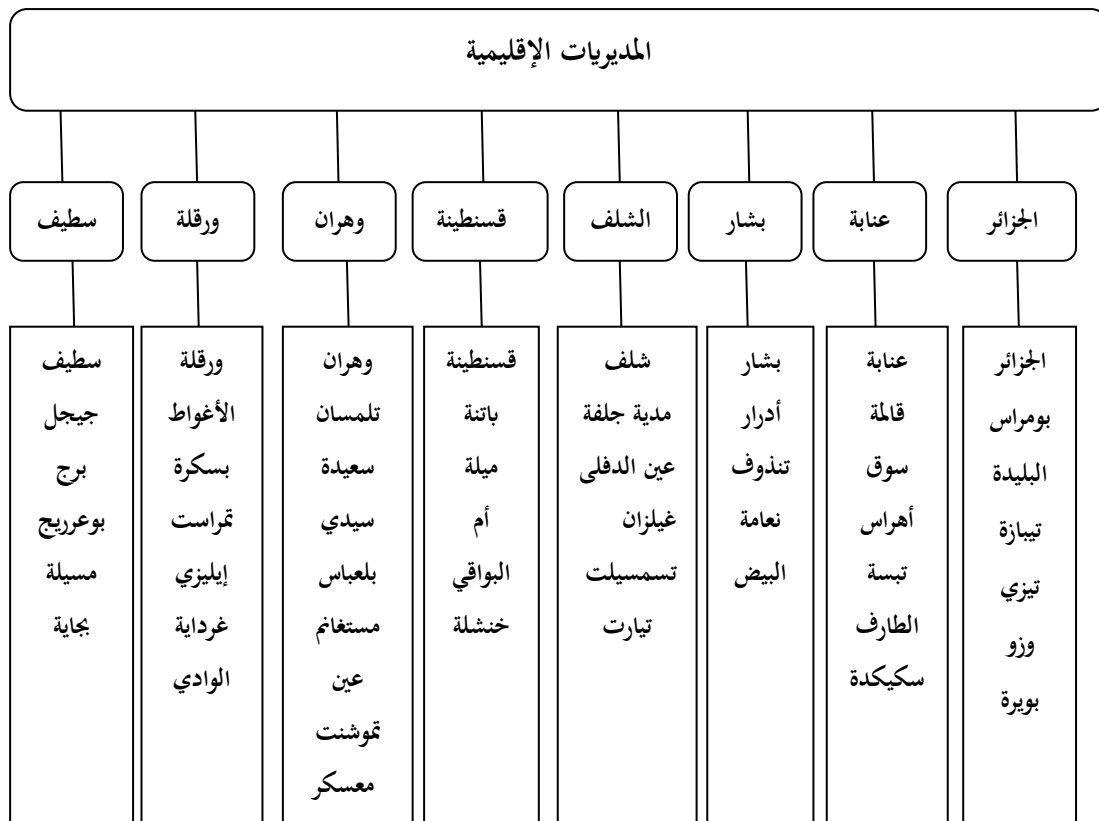 المديريات الإقليمية
الجزائر
عنابة
بشار
الشلف
قسنطينة
وهران
ورقلة
سطيف
الجزائر
بومراس
البليدة
تيبازة
تيزي
وزو
بويرة
عنابة
قالمة
سوق
أهراس
تبسة
الطارف
سكيكدة
بشار
أدرار
تنذوف
نعامة
البيض
شلف
مدية جلفة
عين الدفلى
غيلزان
تسمسيلت
تيارت
قسنطينة
باتنة
ميلة
أم
البواقي
خنشلة
وهران
تلمسان
سعيدة
سيدي
بلعباس
مستغانم
عين
تموشنت
معسكر
ورقلة
الأغواط
بسكرة
تمراست
إيليزي
غرداية
الوادي
سطيف
جيجل
برج
بوعرريج
مسيلة
بجاية